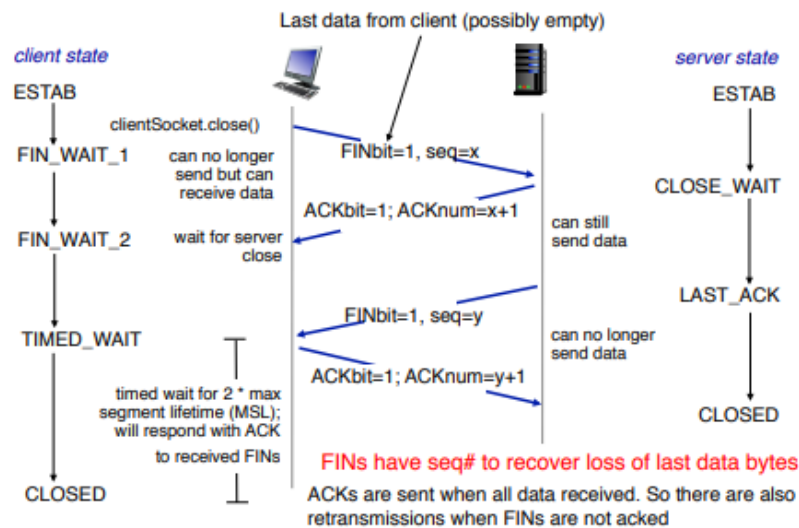 Last data from client (possibly empty)
client state
server state
ESTAB
ESTAB
clientSocket.close()
FINbit=1, seq=x
FIN_WAIT_1
can no longer
send but can
receive data
CLOSE_WAIT
ACKbit=1; ACKnum=x+1
can still
send data
FIN_WAIT_2
wait for server
close
LAST_ACK
FINbit=1, seq=y
TIMED_WAIT
can no longer
send data
ACKbit=1; ACKnum=y+1
timed wait for 2 * max
segment lifetime (MSL);
will respond with ACK
to received FINs
CLOSED
FINs have seq# to recover loss of last data bytes
CLOSED
ACKs are sent when all data received. So there are also
retransmissions when FINs are not acked